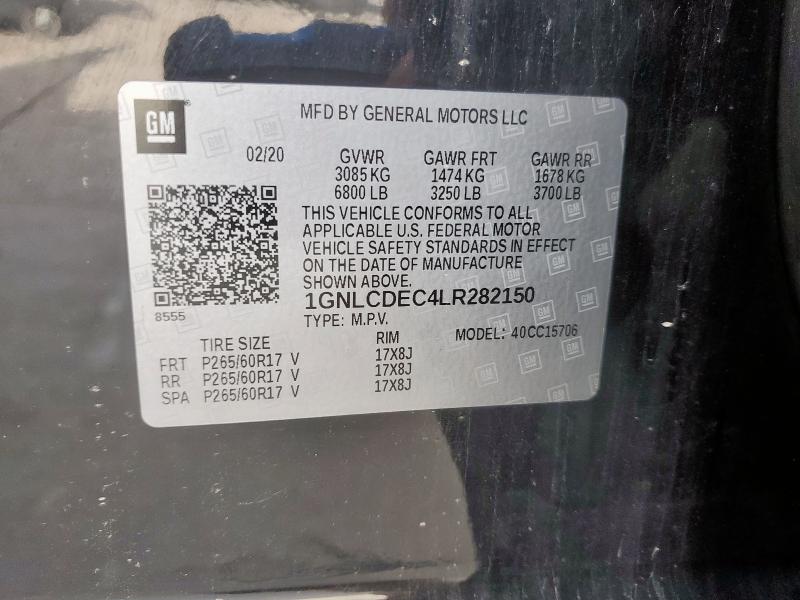 GM
MFD BY GENERAL MOTORS LLC
02/20 GVWR GAWR FRT GAWR RR
3085 KG 1474 KG 1678 KG
6800 LB 3250 LB 3700 LB
THIS VEHICLE CONFORMS TO ALL
APPLICABLE U.S. FEDERAL MOTOR
VEHICLE SAFETY STANDARDS IN EFFECT
ON THE DATE OF MANUFACTURE
SHOWN ABOVE.
8555 1GNLCDEC4LR282150
TYPE: M.P.V. MODEL: 40CC15706
TIRE SIZE RIM
FRT P265/60R17 V 17X8J
RR P265/60R17 V 17X8J
SPA P265/60R17 V 17X8J